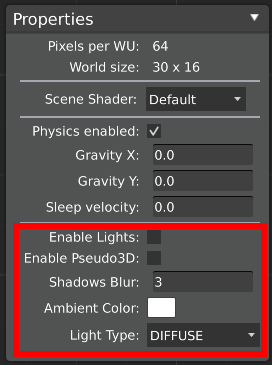 Properties
Pixels per WU: 64
World size: 30 x 16
Scene Shader: Default
Physics enabled:
Gravity X: 0.0
Gravity Y: 0.0
Sleep velocity: 0.0
Enable Lights:
Enable Pseudo3D:
Shadows Blur: 3
Ambient Color:
Light Type: DIFFUSE